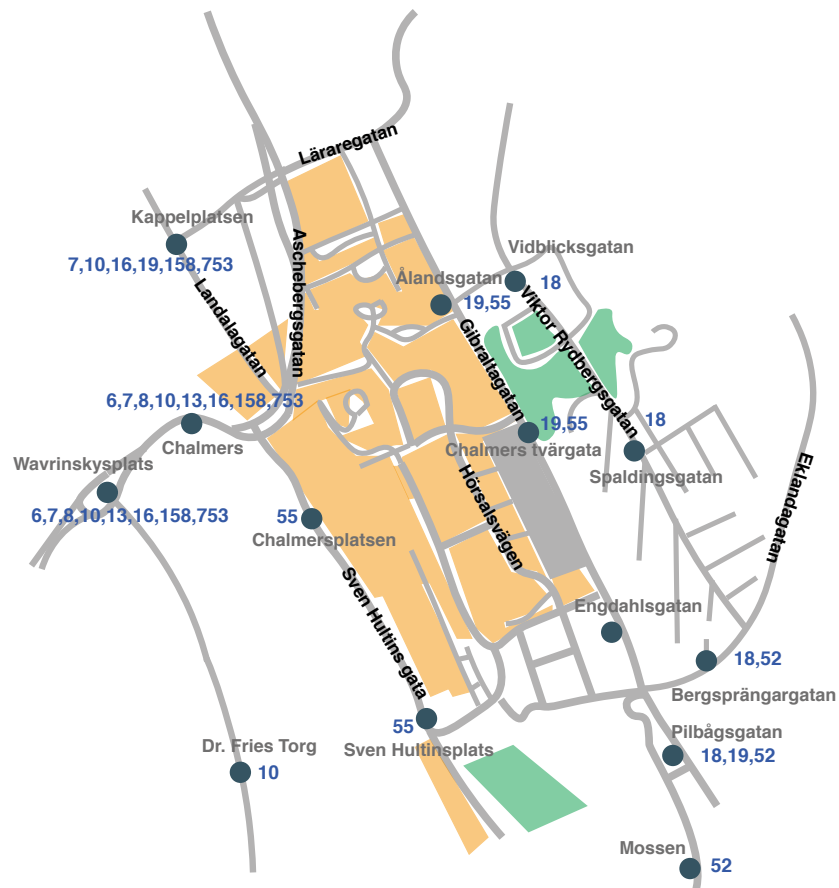 Läraregatan
Kappelplatsen
7,10,16,19,158,753
Aschebergsgatan
Vidblicksgatan
18
Ålandsgatan
19,55
Landalagatan
Viktor Rydbergsgatan
Gibraltagatan
6,7,8,10,13,16,158,753
Chalmers
19,55
Chalmers tvärgata
18
Spaldingsgatan
Wavrinskysplats
6,7,8,10,13,16,158,753
Eklandagatan
Hörsalsvägen
55
Chalmersplatsen
Sven Hultins gata
Engdahlsgatan
18,52
Bergsprängargatan
55
Sven Hultinsplats
Pilbågsgatan
18,19,52
Dr. Fries Torg
10
Mossen
52